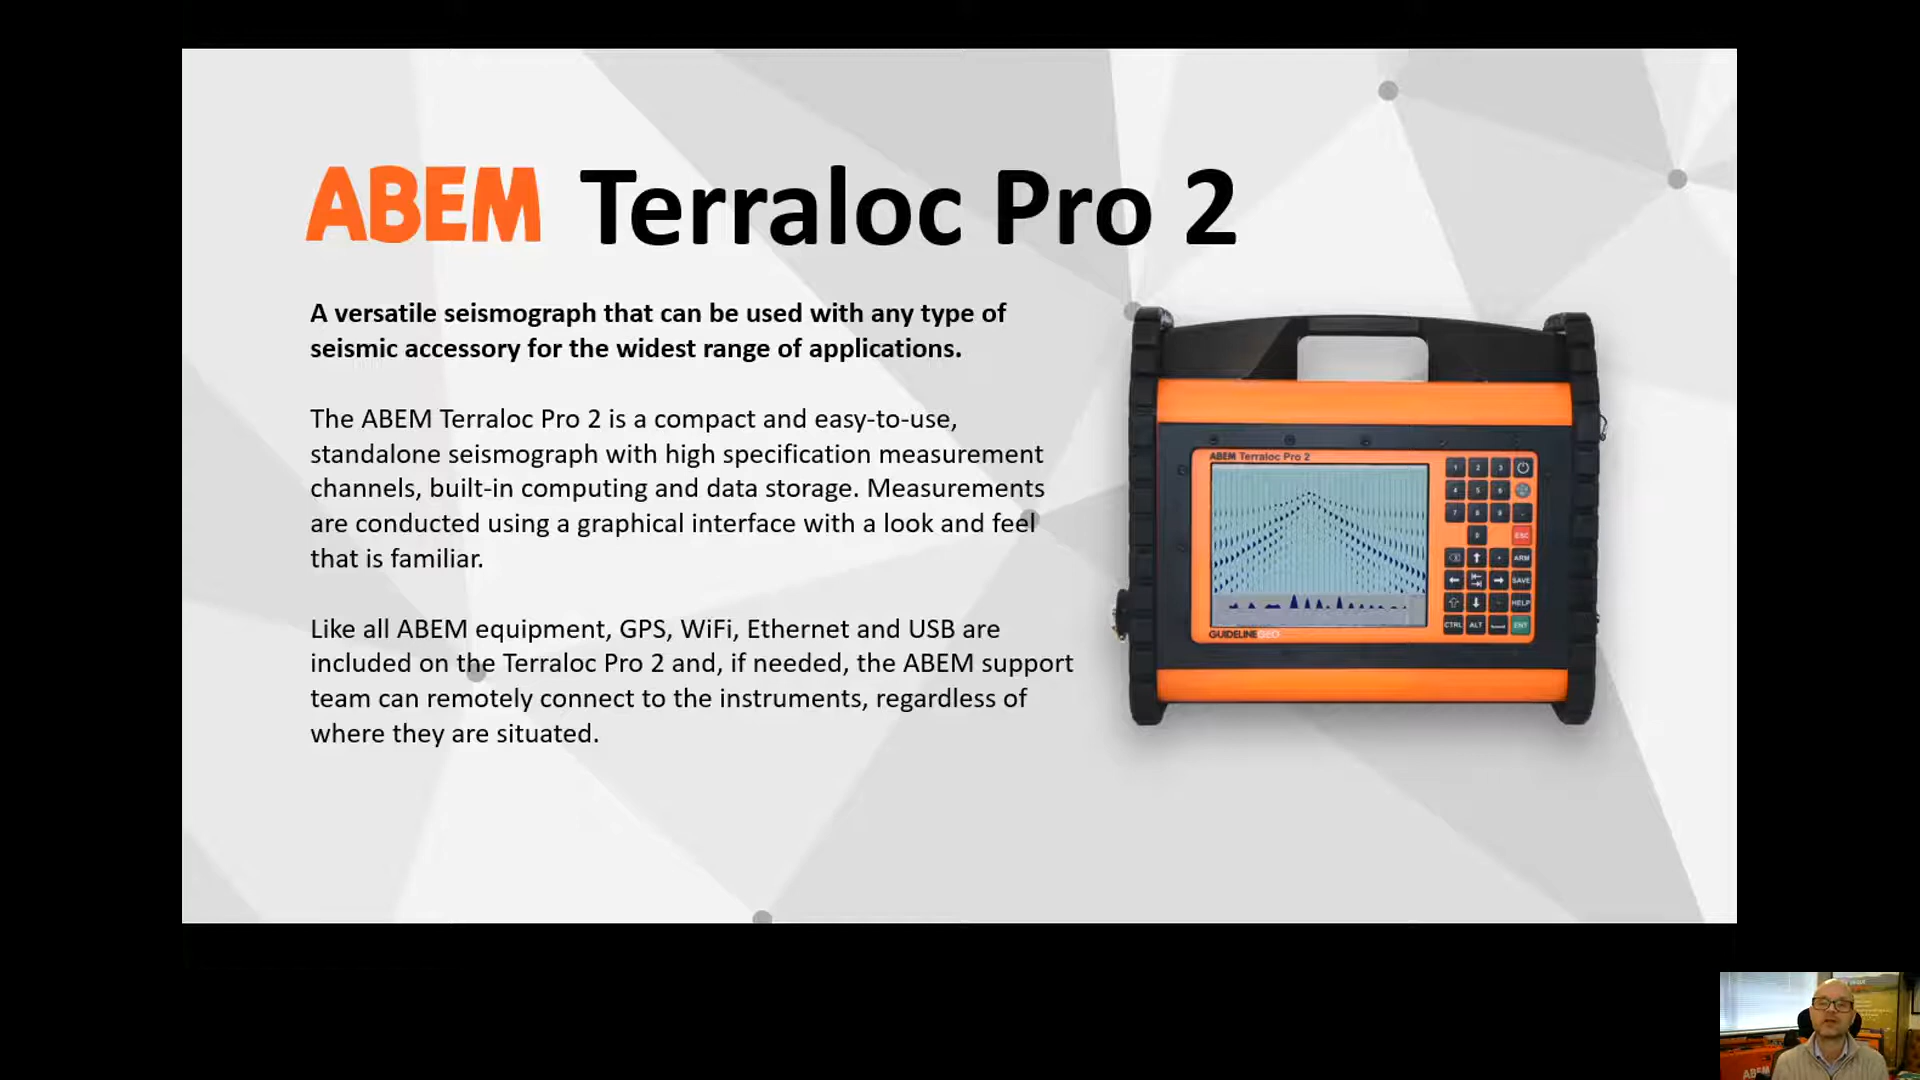 ABEM Terraloc Pro 2
A versatile seismograph that can be used with any type of
seismic accessory for the widest range of applications.
The ABEM Terraloc Pro 2 is a compact and easy-to-use,
standalone seismograph with high specification measurement
channels, built-in computing and data storage. Measurements
are conducted using a graphical interface with a look and feel
that is familiar.
Like all ABEM equipment, GPS, WiFi, Ethernet and USB are
included on the Terraloc Pro 2 and, if needed, the ABEM support
team can remotely connect to the instruments, regardless of
where they are situated.
ABEM Terraloc Pro 2
1 2 3
4 5 6
7 8 9
0 ESC
ARM
SAVE
HELP
CTRL ALT ENT
GUIDELINEGEO
ABEM